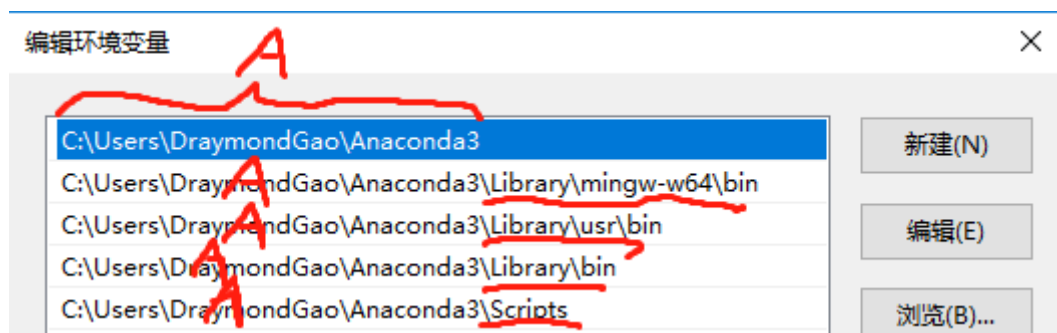 编辑环境变量
A
C:\Users\DraymondGao\Anaconda3
新建(N)
A
C:\Users\DraymondGao\Anaconda3\Library\mingw-w64\bin
A
C:\Users\DraymondGao\Anaconda3\Library\usr\bin
编辑(E)
A
C:\Users\DraymondGao\Anaconda3\Library\bin
A
C:\Users\DraymondGao\Anaconda3\Scripts
浏览(B)...